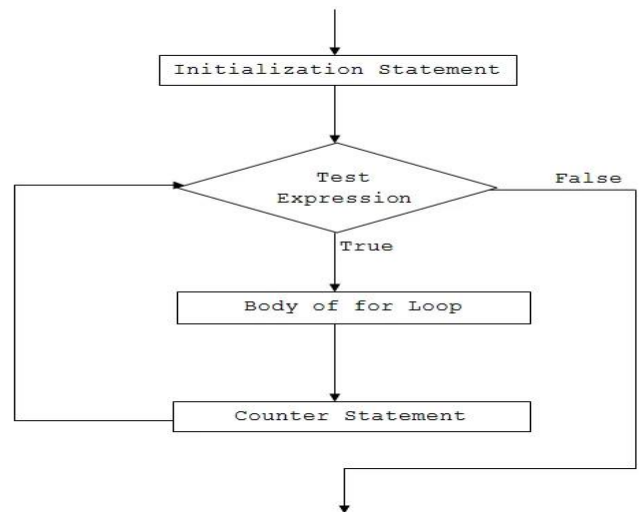 Initialization Statement
Test
Expression
False
True
Body of for Loop
Counter Statement